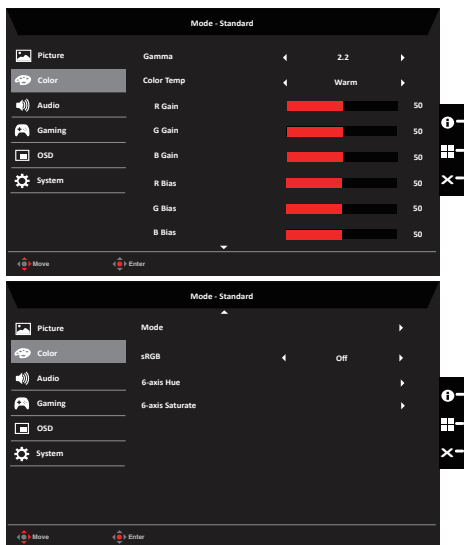 Mode - Standard
Picture
Gamma 2.2
Color
Color Temp Warm
Audio
R Gain 50
Gaming
G Gain 50
OSD
B Gain 50
System
R Bias 50
G Bias 50
B Bias 50
Move Enter
Mode - Standard
Picture
Mode
Color
sRGB Off
Audio
6-axis Hue
Gaming
6-axis Saturate
OSD
System
Move Enter